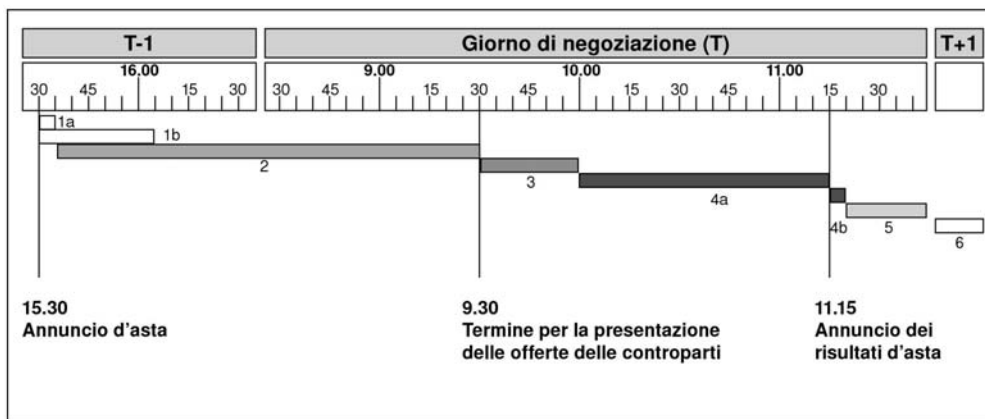 T-1
Giorno di negoziazione (T)
T+1
16.00
9.00
10.00
11.00
30 45 15 30
30 45 15 30 45 15 30 45 15 30
1a
1b
2
3
4a
4b
5
6
15.30
Annuncio d'asta
9.30
Termine per la presentazione
delle offerte delle controparti
11.15
Annuncio dei
risultati d'asta